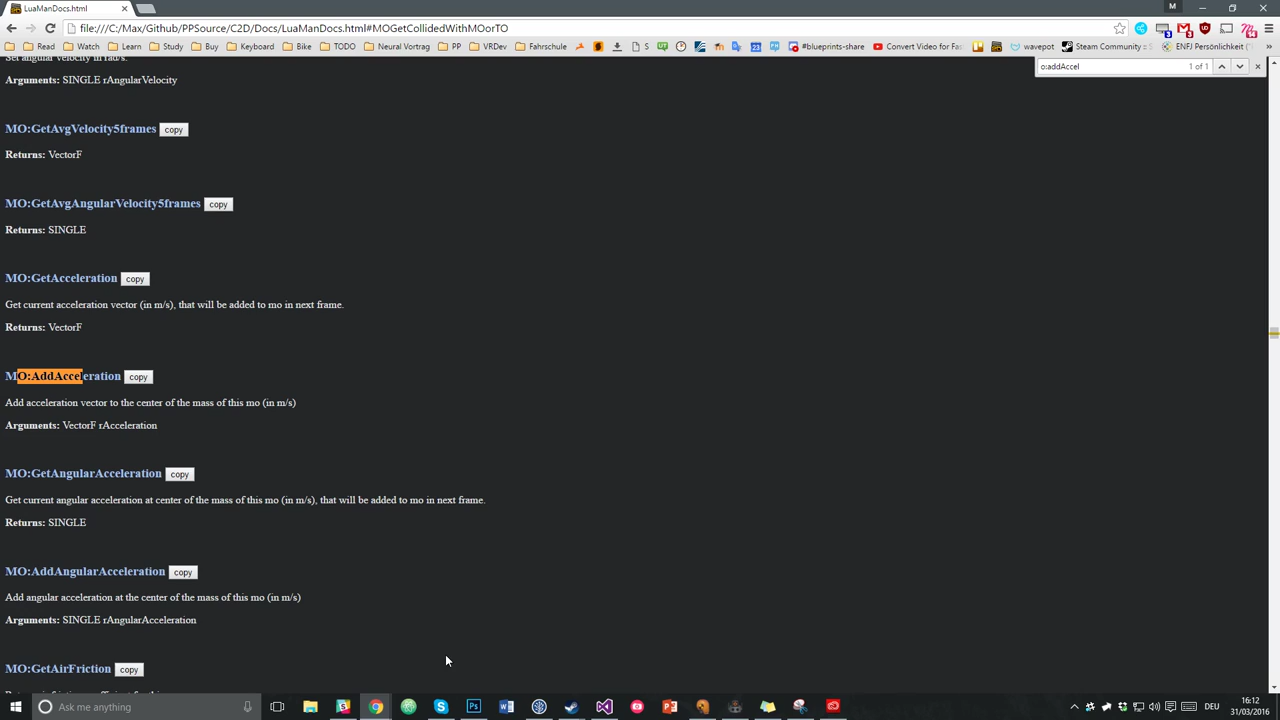 LuaManDocs.html
M
file:///C:/Max/Github/PPSource/C2D/Docs/LuaManDocs.html#MOGetCollidedWithMOorTO
Read Watch Learn Study Buy Keyboard Bike TODO Neural Vortrag PP VRDev Fahrschule S 23 #blueprints-share Convert Video for Fac wavepot Steam Community :: S ENFJ Persönlichkeit ("
o:addAccel 1 of 1
Set angular velocity in rad/s.
Arguments: SINGLE rAngularVelocity
MO:GetAvgVelocity5frames copy
Returns: VectorF
MO:GetAvgAngularVelocity5frames copy
Returns: SINGLE
MO:GetAcceleration copy
Get current acceleration vector (in m/s), that will be added to mo in next frame.
Returns: VectorF
MO:AddAcceleration copy
Add acceleration vector to the center of the mass of this mo (in m/s)
Arguments: VectorF rAcceleration
MO:GetAngularAcceleration copy
Get current angular acceleration at center of the mass of this mo (in m/s), that will be added to mo in next frame.
Returns: SINGLE
MO:AddAngularAcceleration copy
Add angular acceleration at the center of the mass of this mo (in m/s)
Arguments: SINGLE rAngularAcceleration
MO:GetAirFriction copy
Ask me anything
DEU
16:12
31/03/2016